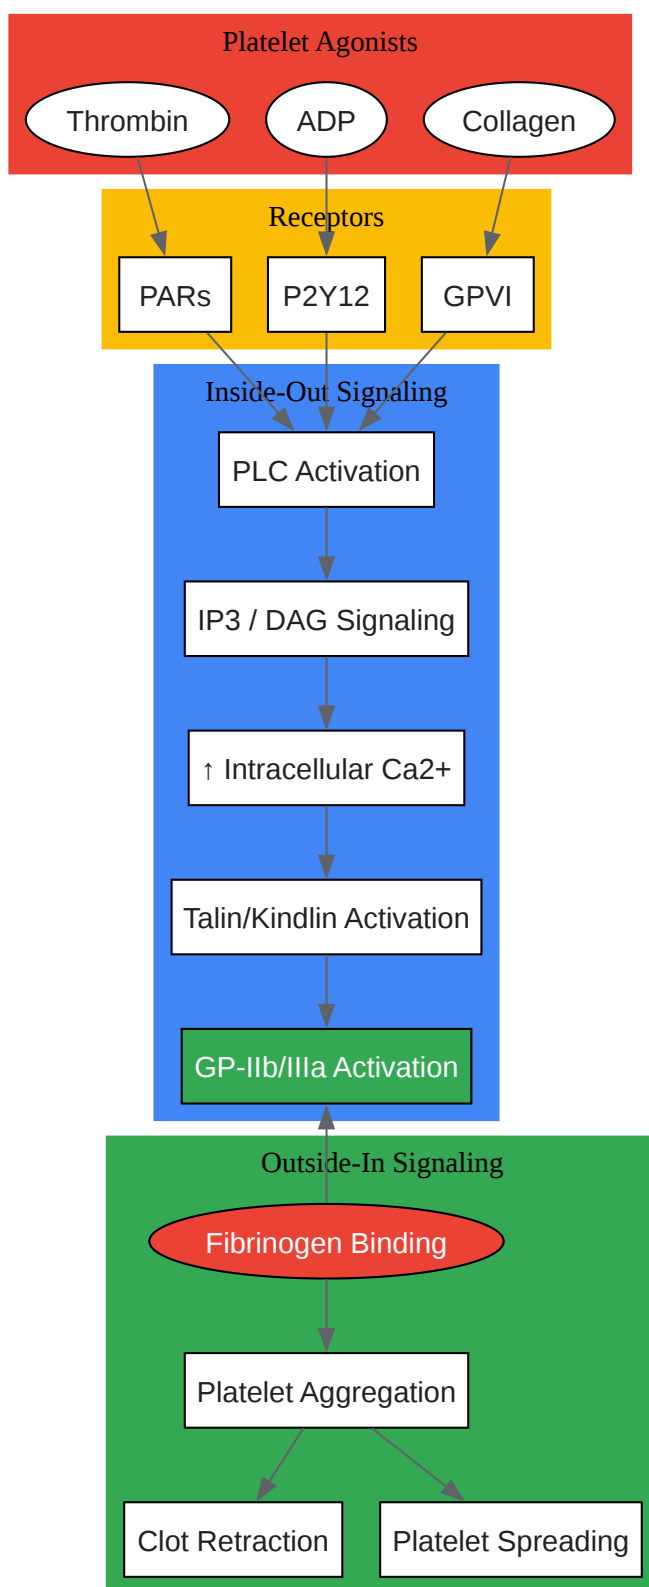 Platelet Agonists
Thrombin
ADP
Collagen
Receptors
PARs
P2Y12
GPVI
Inside-Out Signaling
PLC Activation
IP3 / DAG Signaling
↑ Intracellular Ca2+
Talin/Kindlin Activation
GP-IIb/IIIa Activation
Outside-In Signaling
Fibrinogen Binding
Platelet Aggregation
Clot Retraction
Platelet Spreading